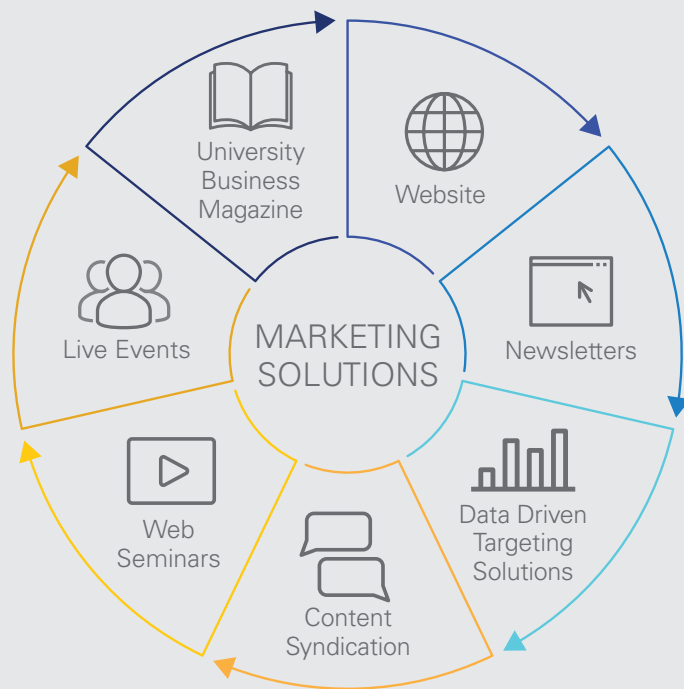 University
Business
Magazine
Website
Live Events
MARKETING
SOLUTIONS
Newsletters
Web
Seminars
Data Driven
Targeting
Solutions
Content
Syndication